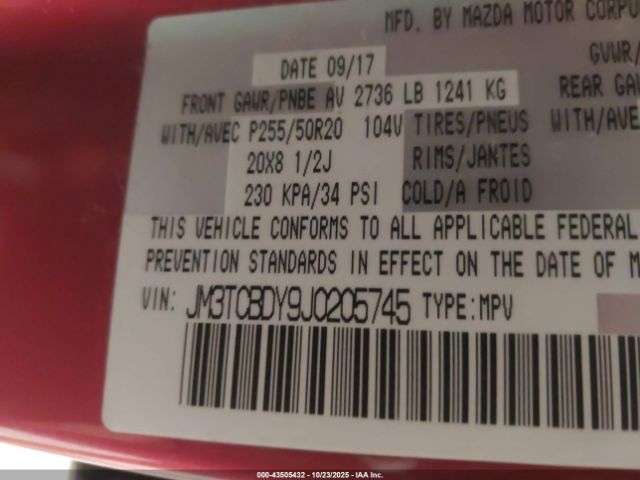 MFD. BY MAZDA MOTOR CORPO
DATE 09/17 GVWR/
FRONT GAWR/PNBE AV 2736 LB 1241 KG REAR GAW
WITH/AVEC P255/50R20 104V TIRES/PNEUS WITH/AVEC
20X8 1/2J RIMS/JANTES
230 KPA/34 PSI COLD/A FROID
THIS VEHICLE CONFORMS TO ALL APPLICABLE FEDERAL
PREVENTION STANDARDS IN EFFECT ON THE DATE OF M
VIN: JM3TCBDY9J0205745 TYPE:MPV
000-43505432 - 10/23/2025 - IAA Inc.